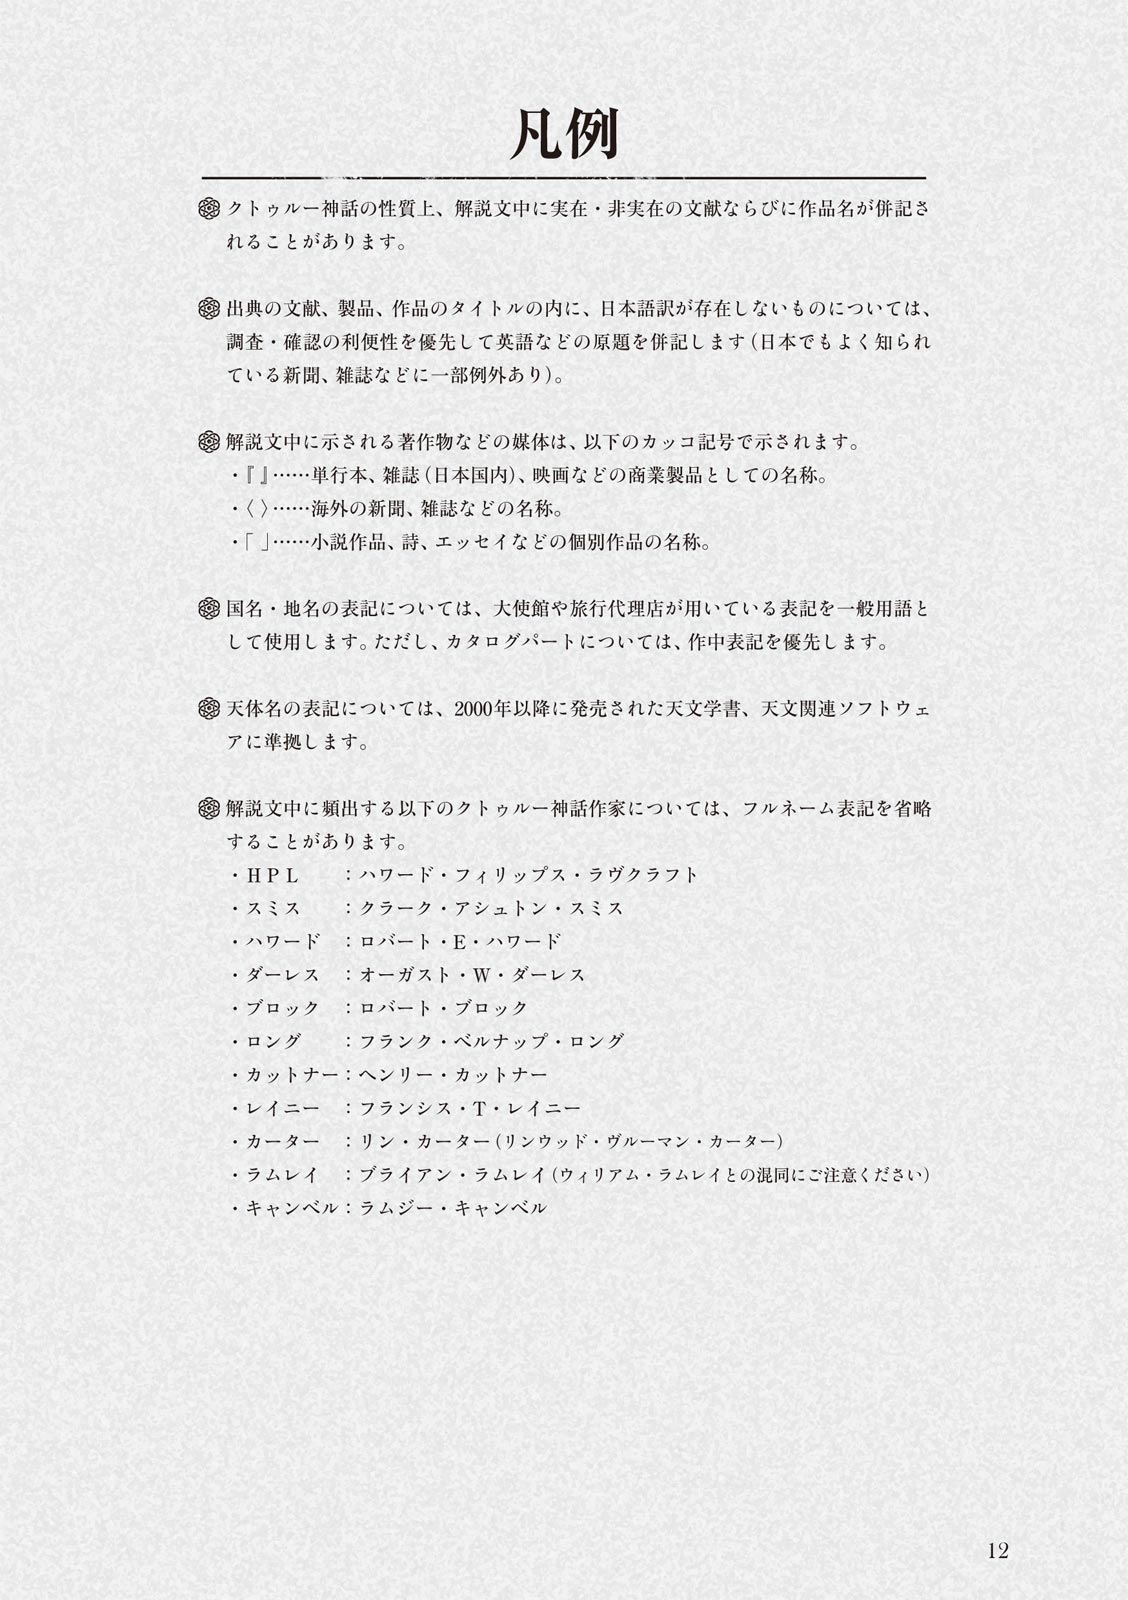 凡例
クトゥルー神話の性質上、解説文中に実在・非実在の文献ならびに作品名が併記さ
れることがあります。
出典の文献、製品、作品のタイトルの内に、日本語訳が存在しないものについては、
調査・確認の利便性を優先して英語などの原題を併記します(日本でもよく知られ
ている新聞、雑誌などに一部例外あり)。
解説文中に示される著作物などの媒体は、以下のカッコ記号で示されます。
・『 』……単行本、雑誌(日本国内)、映画などの商業製品としての名称。
・〈 〉……海外の新聞、雑誌などの名称。
・「 」……小説作品、詩、エッセイなどの個別作品の名称。
国名・地名の表記については、大使館や旅行代理店が用いている表記を一般用語と
して使用します。ただし、カタログパートについては、作中表記を優先します。
天体名の表記については、2000年以降に発売された天文学書、天文関連ソフトウェ
アに準拠します。
解説文中に頻出する以下のクトゥルー神話作家については、フルネーム表記を省略
することがあります。
・ＨＰＬ　　：ハワード・フィリップス・ラヴクラフト
・スミス　　：クラーク・アシュトン・スミス
・ハワード　：ロバート・E・ハワード
・ダーレス　：オーガスト・W・ダーレス
・ブロック　：ロバート・ブロック
・ロング　　：フランク・ベルナップ・ロング
・カットナー：ヘンリー・カットナー
・レイニー　：フランシス・T・レイニー
・カーター　：リン・カーター(リンウッド・ヴルーマン・カーター)
・ラムレイ　：ブライアン・ラムレイ(ウィリアム・ラムレイとの混同にご注意ください)
・キャンベル：ラムジー・キャンベル
12